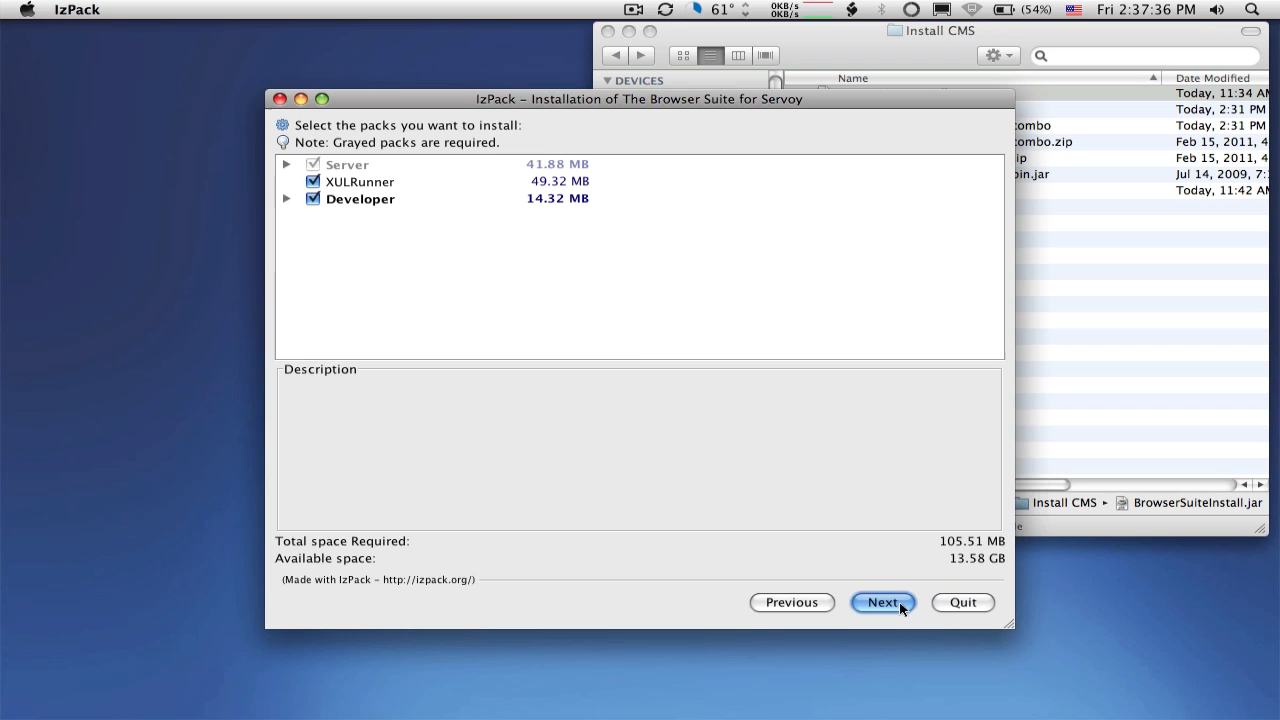 IzPack
61°
0KB/s
0KB/s
(54%)
Fri 2:37:36 PM
Install CMS
DEVICES
Name
Date Modified
IzPack – Installation of The Browser Suite for Servoy
Today, 11:34 AM
Today, 2:31 PM
combo
Today, 2:31 PM
combo.zip
Feb 15, 2011, 4
ip
Feb 15, 2011, 4
bin.jar
Jul 14, 2009, 7:
Today, 11:42 AM
Select the packs you want to install:
Note: Grayed packs are required.
Server 41.88 MB
XULRunner 49.32 MB
Developer 14.32 MB
Description
Install CMS
BrowserSuiteInstall.jar
Total space Required: 105.51 MB
Available space: 13.58 GB
(Made with IzPack – http://izpack.org/)
Previous
Next
Quit